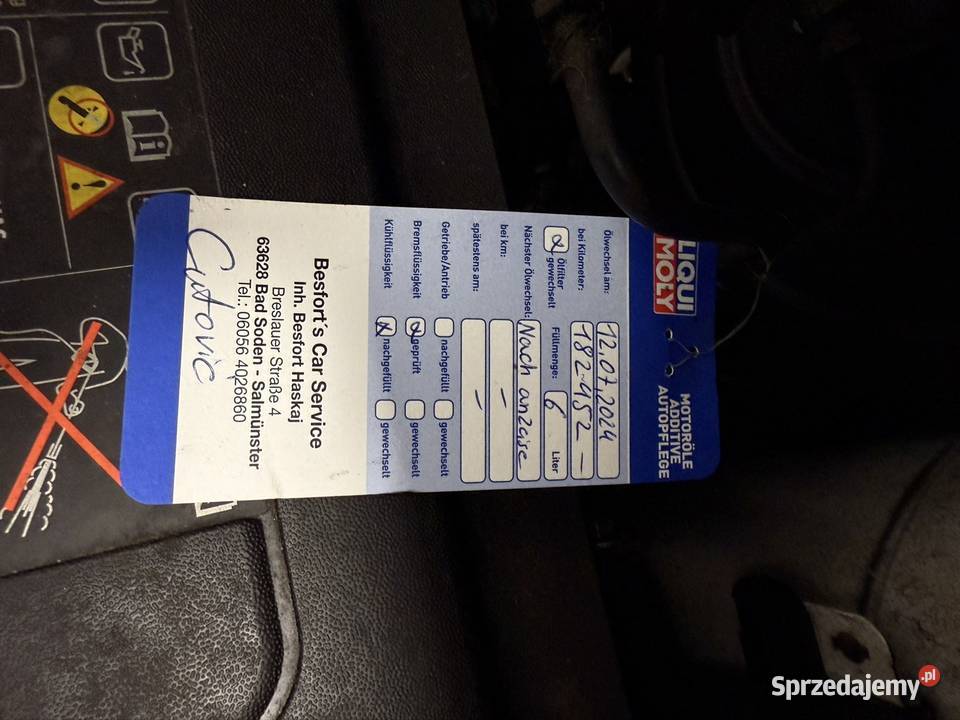 LIQUI
MOLY
MOTORÖLE
ADDITIVE
AUTOPFLEGE
Ölwechsel am: 12.07.2024
bei Kilometer: 182.452 –
☒ Ölfilter gewechselt Füllmenge: 6 Liter
Nächster Ölwechsel: Nach anzeise
bei km: –
spätestens am: –
Getriebe/Antrieb ☐ nachgefüllt ☐ gewechselt
Bremsflüssigkeit ☒ geprüft ☐ gewechselt
Kühlflüssigkeit ☒ nachgefüllt ☐ gewechselt
Besfort's Car Service
Inh. Besfort Haskaj
Breslauer Straße 4
63628 Bad Soden - Salmünster
Tel.: 06056 4026860
Cutovic
Sprzedajemy.pl